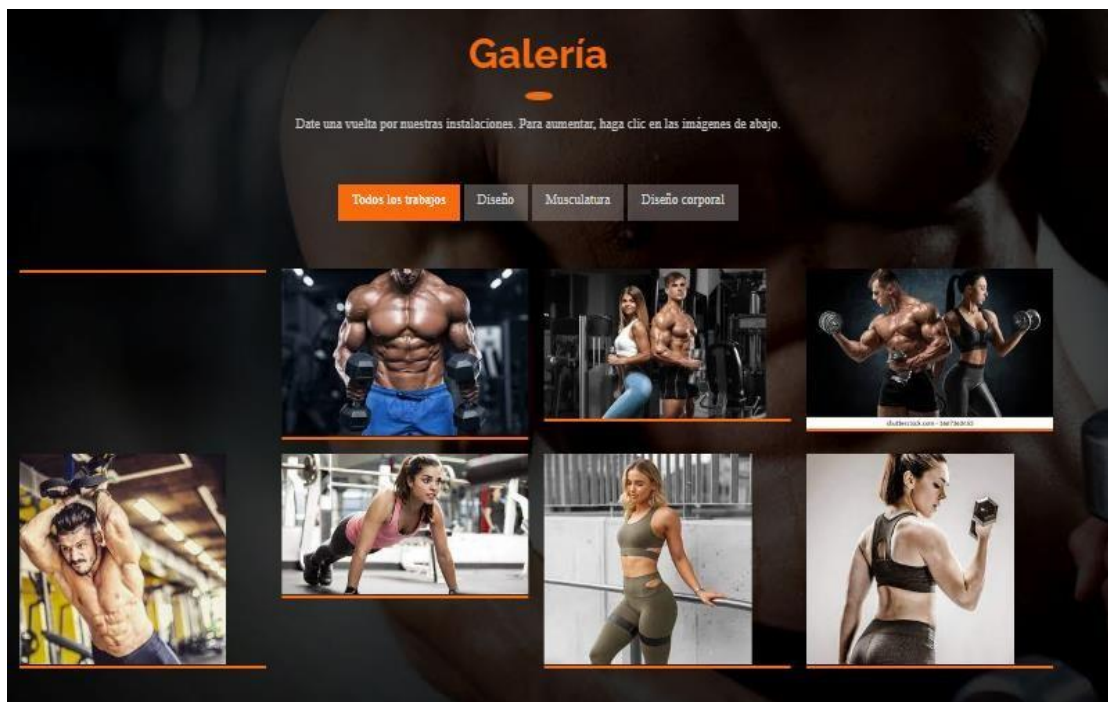 Galería
Date una vuelta por nuestras instalaciones. Para aumentar, haga clic en las imágenes de abajo.
Todos los trabajos
Diseño
Musculatura
Diseño corporal